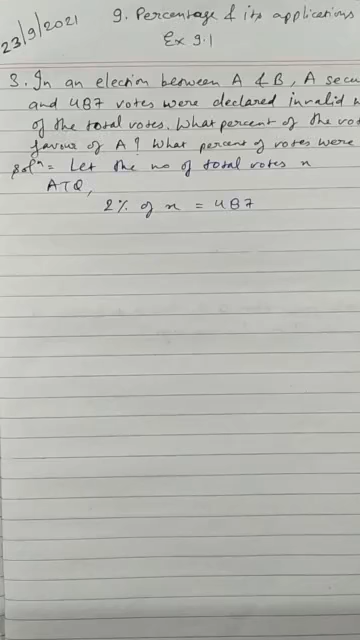 23/9/2021
9. Percentage & its applications
Ex 9.1
3. In an election between A & B, A secu
and 487 votes were declared invalid
of the total votes. What percent of the vot
favour of A? What percent of votes were
Solⁿ = Let the no of total votes x
ATQ,
2% of x = 487